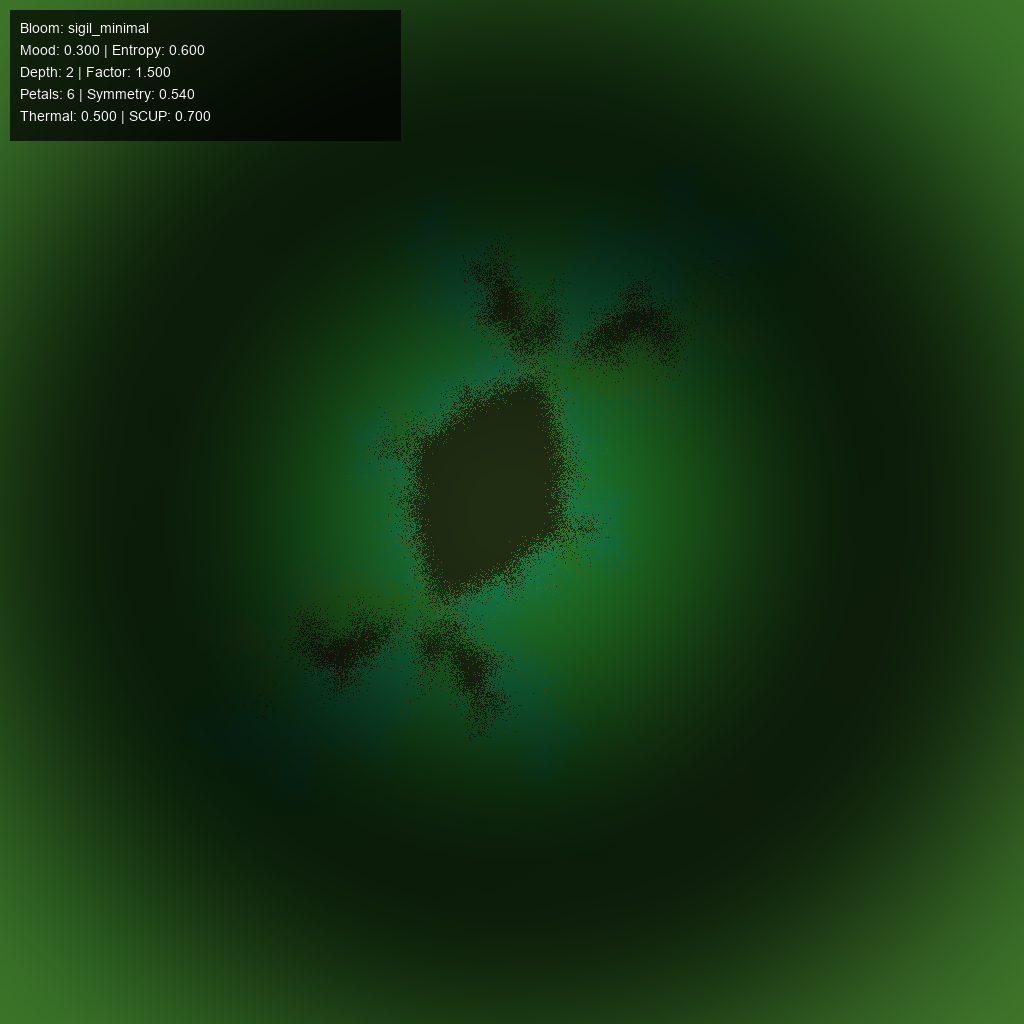 Bloom: sigil_minimal
Mood: 0.300 | Entropy: 0.600
Depth: 2 | Factor: 1.500
Petals: 6 | Symmetry: 0.540
Thermal: 0.500 | SCUP: 0.700